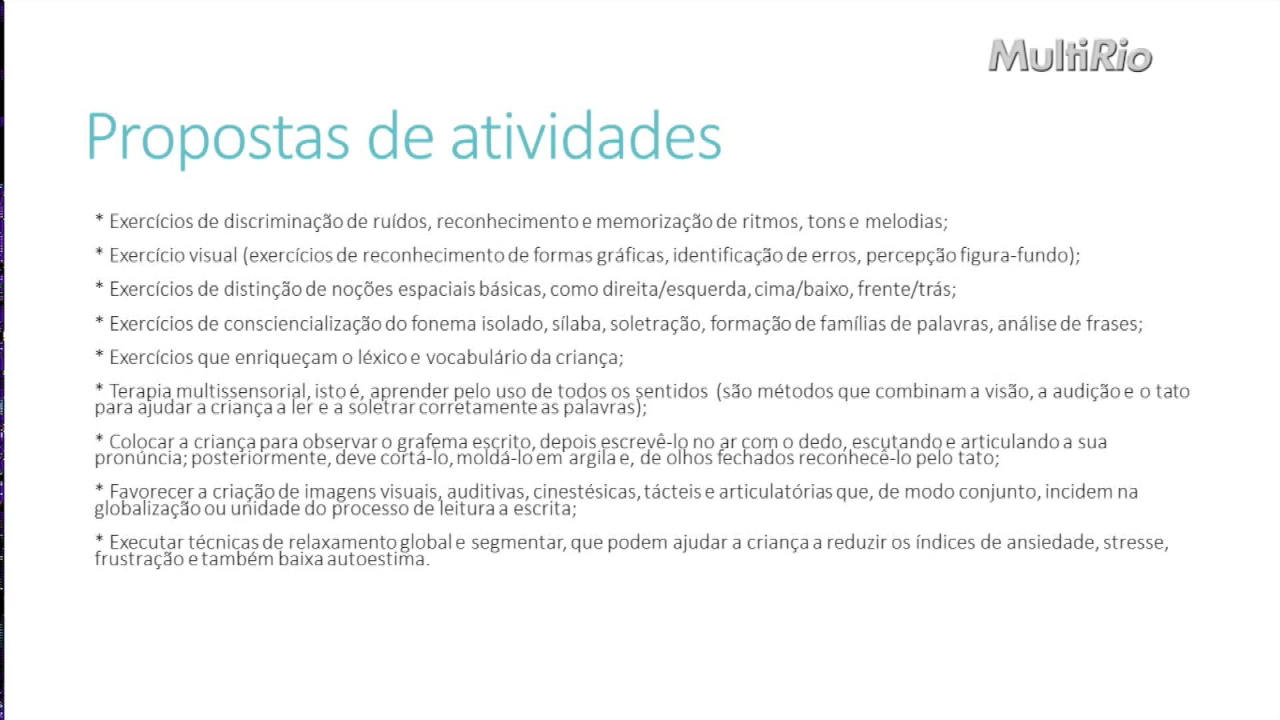 MultiRio
Propostas de atividades
* Exercícios de discriminação de ruídos, reconhecimento e memorização de ritmos, tons e melodias;
* Exercício visual (exercícios de reconhecimento de formas gráficas, identificação de erros, percepção figura-fundo);
* Exercícios de distinção de noções espaciais básicas, como direita/esquerda, cima/baixo, frente/trás;
* Exercícios de consciencialização do fonema isolado, sílaba, soletração, formação de famílias de palavras, análise de frases;
* Exercícios que enriqueçam o léxico e vocabulário da criança;
* Terapia multissensorial, isto é, aprender pelo uso de todos os sentidos (são métodos que combinam a visão, a audição e o tato
para ajudar a criança a ler e a soletrar corretamente as palavras);
* Colocar a criança para observar o grafema escrito, depois escrevê-lo no ar com o dedo, escutando e articulando a sua
pronúncia; posteriormente, deve cortá-lo, moldá-lo em argila e, de olhos fechados reconhecê-lo pelo tato;
* Favorecer a criação de imagens visuais, auditivas, cinestésicas, tácteis e articulatórias que, de modo conjunto, incidem na
globalização ou unidade do processo de leitura a escrita;
* Executar técnicas de relaxamento global e segmentar, que podem ajudar a criança a reduzir os índices de ansiedade, stresse,
frustração e também baixa autoestima.